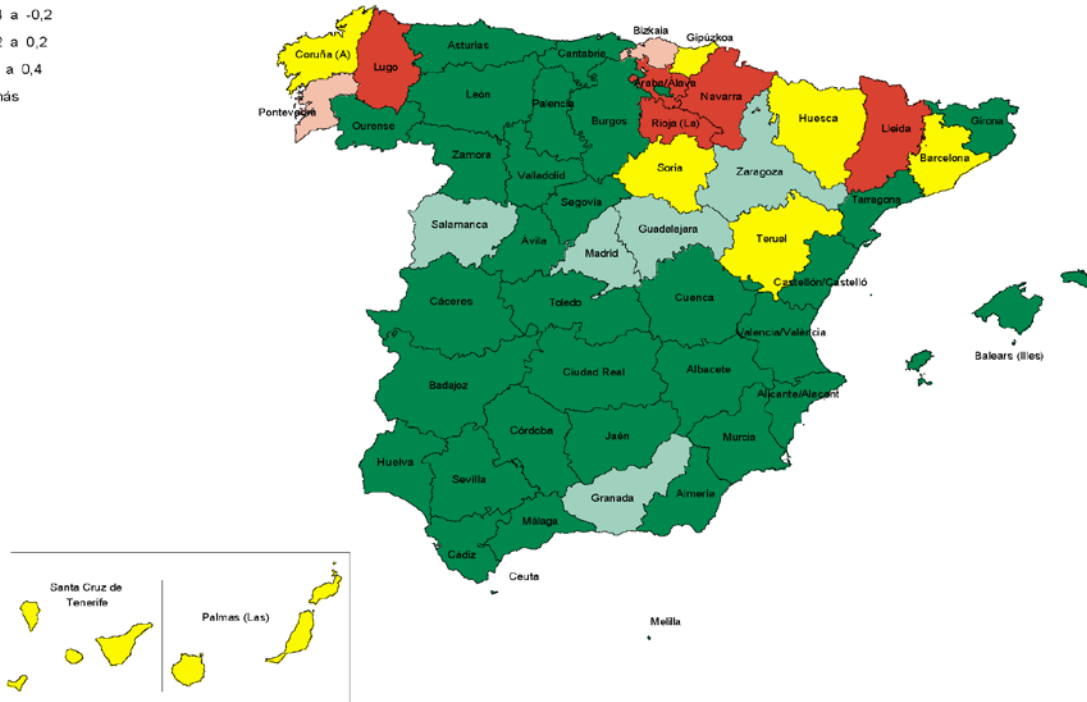 a -0,2
a 0,2
a 0,4
Bizkaia
Gipúzkoa
Asturias
Cantabria
Coruña (A)
Lugo
Araba/Álava
León
Navarra
Palencia
Pontevedra
Burgos
Rioja (La)
Huesca
Lleida
Girona
Ourense
Zamora
Barcelona
Soria
Zaragoza
Valladolid
Tarragona
Segovia
Salamanca
Guadalajara
Ávila
Teruel
Madrid
Castellón/Castelló
Cáceres
Toledo
Cuenca
Valencia/València
Balears (Illes)
Ciudad Real
Albacete
Badajoz
Alicante/Alacant
Córdoba
Jaén
Murcia
Huelva
Sevilla
Granada
Almería
Málaga
Cádiz
Ceuta
Santa Cruz de
Tenerife
Palmas (Las)
Melilla